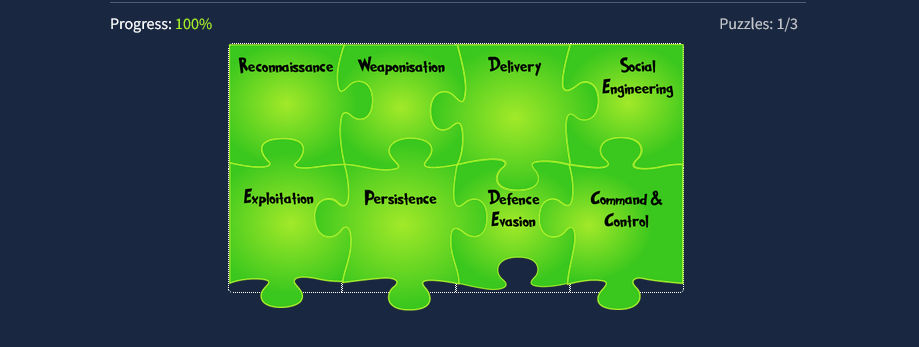 Progress: 100%
Puzzles: 1/3
Reconnaissance
Weaponisation
Delivery
Social
Engineering
Exploitation
Persistence
Defence
Evasion
Command &
Control